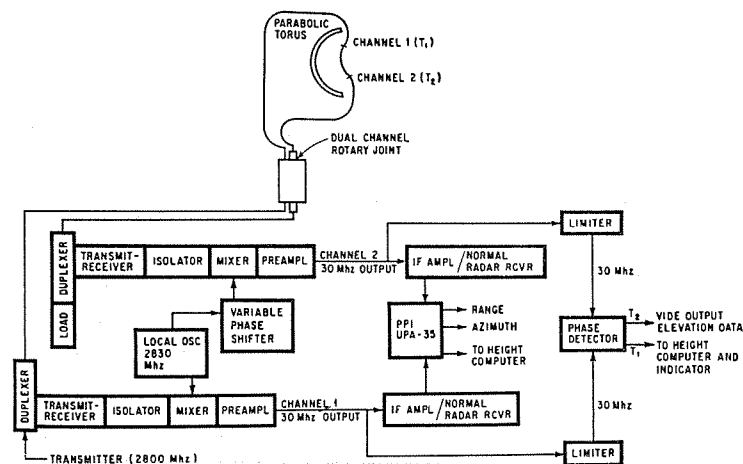 PARABOLIC
TORUS
CHANNEL 1 (T₁)
CHANNEL 2 (T₂)
DUAL CHANNEL
ROTARY JOINT
DUPLEXER
LOAD
TRANSMIT-
RECEIVER
ISOLATOR
MIXER
PREAMPL
CHANNEL 2
30 Mhz OUTPUT
IF AMPL / NORMAL
RADAR RCVR
LIMITER
30 Mhz
LOCAL OSC
2830
Mhz
VARIABLE
PHASE
SHIFTER
PPI
UPA-35
RANGE
AZIMUTH
TO HEIGHT
COMPUTER
PHASE
DETECTOR
T₂
VIDE OUTPUT
ELEVATION DATA
T₁
TO HEIGHT
COMPUTER AND
INDICATOR
DUPLEXER
TRANSMIT-
RECEIVER
ISOLATOR
MIXER
PREAMPL
CHANNEL 1
30 Mhz OUTPUT
IF AMPL / NORMAL
RADAR RCVR
30 Mhz
LIMITER
TRANSMITTER (2800 Mhz)